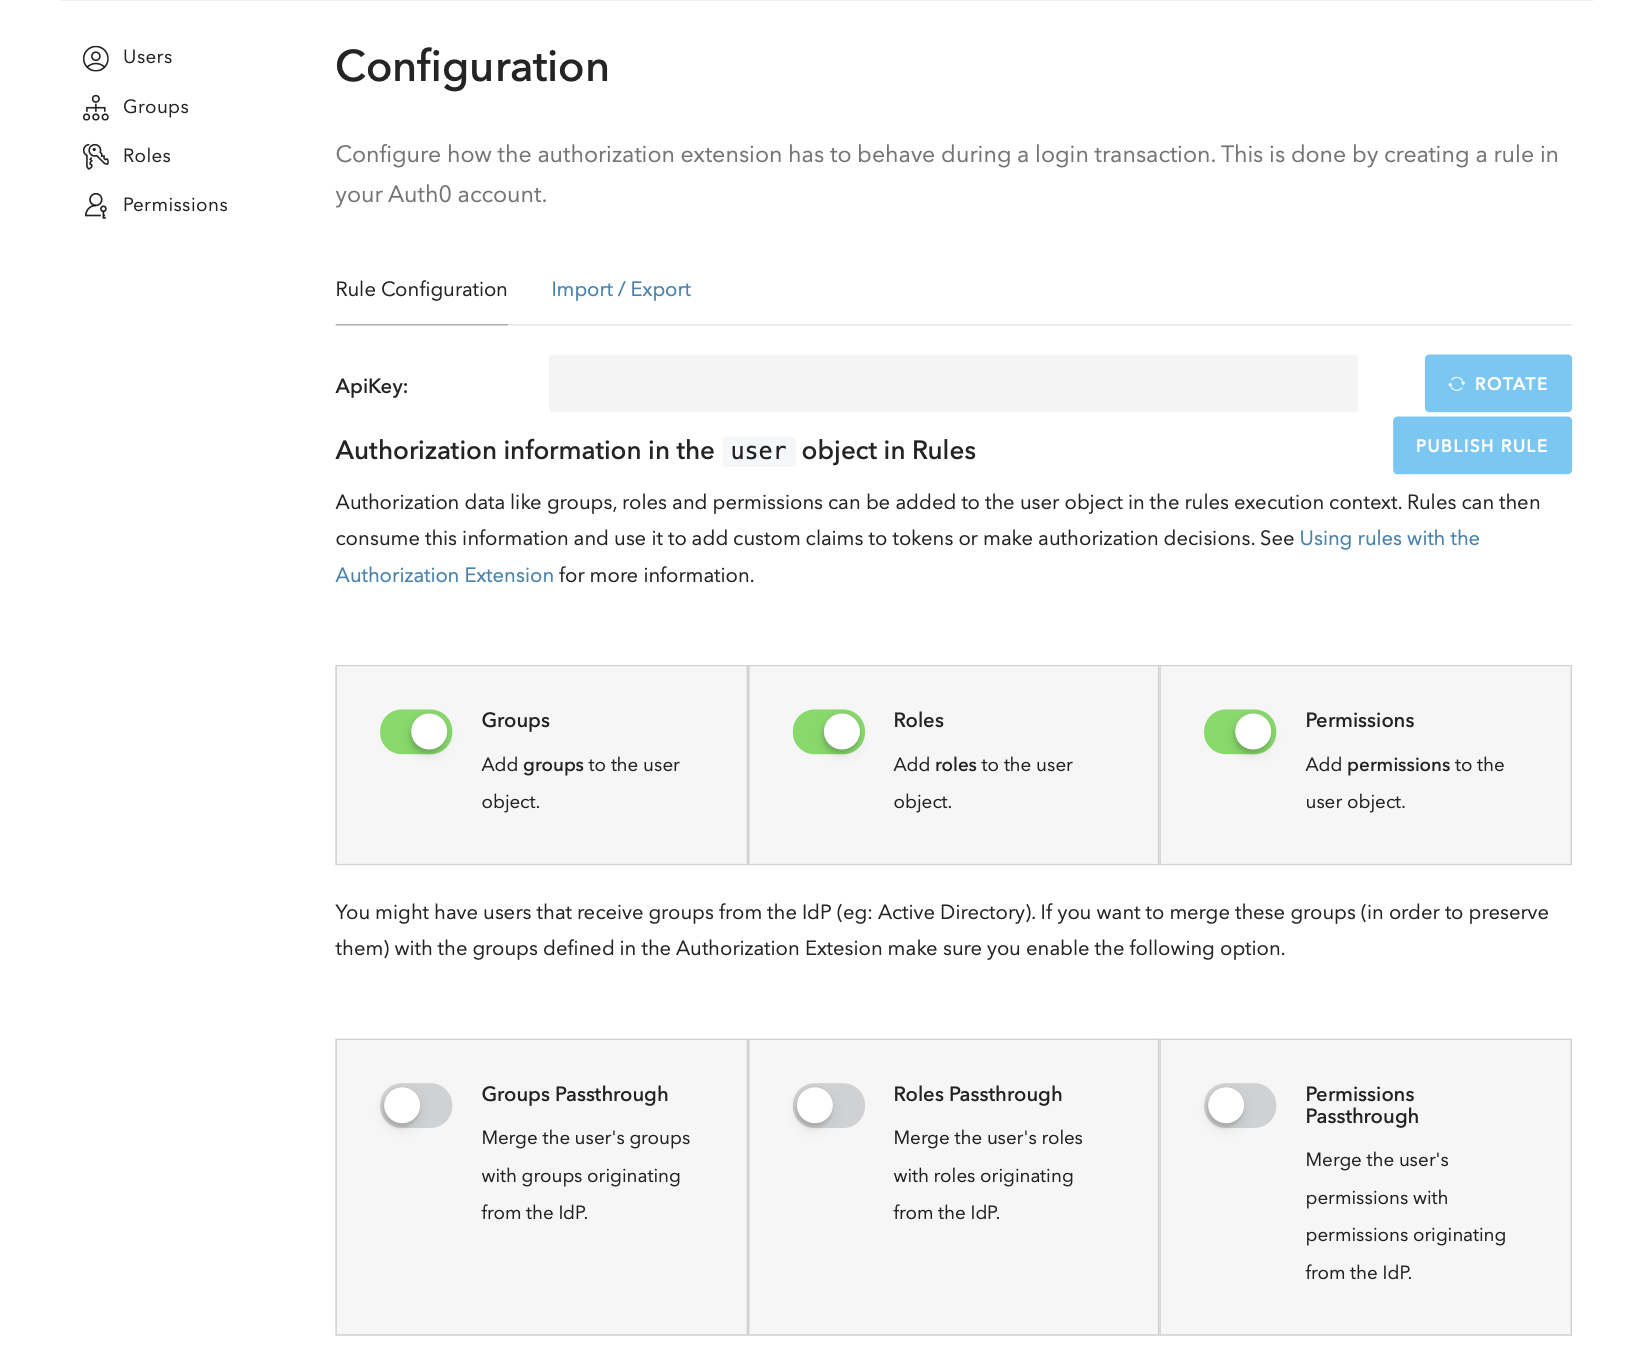 Users
Groups
Roles
Permissions
Configuration
Configure how the authorization extension has to behave during a login transaction. This is done by creating a rule in
your Auth0 account.
Rule Configuration
Import / Export
ApiKey:
ROTATE
PUBLISH RULE
Authorization information in the user object in Rules
Authorization data like groups, roles and permissions can be added to the user object in the rules execution context. Rules can then
consume this information and use it to add custom claims to tokens or make authorization decisions. See Using rules with the
Authorization Extension for more information.
Groups
Add groups to the user
object.
Roles
Add roles to the user
object.
Permissions
Add permissions to the
user object.
You might have users that receive groups from the IdP (eg: Active Directory). If you want to merge these groups (in order to preserve
them) with the groups defined in the Authorization Extesion make sure you enable the following option.
Groups Passthrough
Merge the user's groups
with groups originating
from the IdP.
Roles Passthrough
Merge the user's roles
with roles originating
from the IdP.
Permissions
Passthrough
Merge the user's
permissions with
permissions originating
from the IdP.